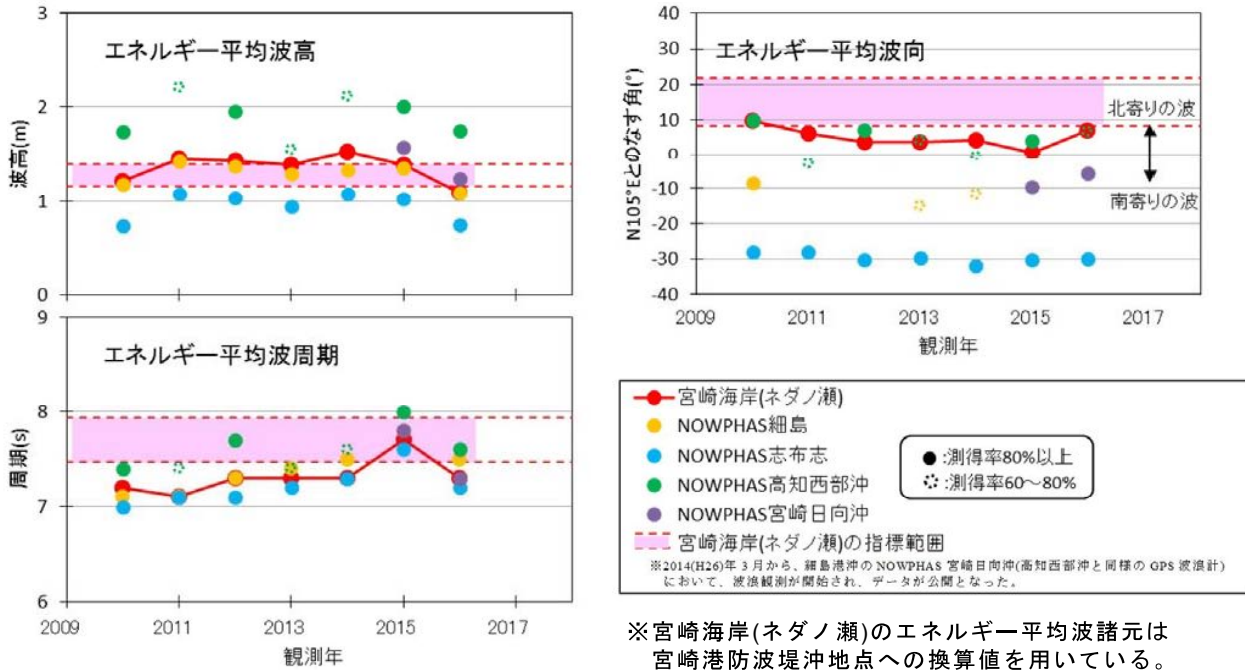 エネルギー平均波高
波高(m)
3
2
1
0
2009
2011
2013
2015
2017
エネルギー平均波周期
周期(s)
9
8
7
6
2009
2011
2013
2015
2017
観測年
エネルギー平均波向
N105°Eとのなす角(°)
40
30
20
10
0
-10
-20
-30
-40
北寄りの波
南寄りの波
2009
2011
2013
2015
2017
観測年
宮崎海岸(ネダノ瀬)
NOWPHAS細島
NOWPHAS志布志
NOWPHAS高知西部沖
NOWPHAS宮崎日向沖
宮崎海岸(ネダノ瀬)の指標範囲
:測得率80%以上
:測得率60～80%
※2014(H26)年3月から、細島港沖のNOWPHAS 宮崎日向沖(高知西部沖と同様のGPS波浪計)
において、波浪観測が開始され、データが公開となった。
※宮崎海岸(ネダノ瀬)のエネルギー平均波諸元は
宮崎港防波堤沖地点への換算値を用いている。